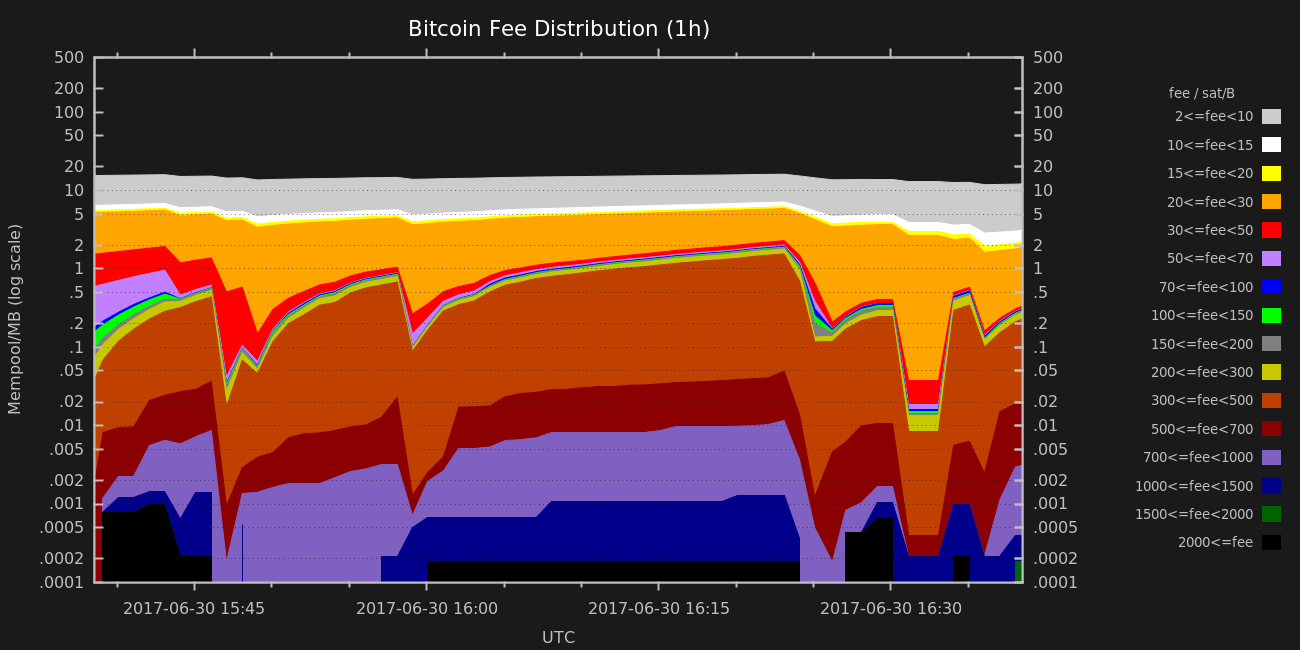 Bitcoin Fee Distribution (1h)
500 500
200 200
100 100
50 50
20 20
10 10
5 5
2 2
1 1
.5 .5
.2 .2
.1 .1
.05 .05
.02 .02
.01 .01
.005 .005
.002 .002
.001 .001
.0005 .0005
.0002 .0002
.0001 .0001
Mempool/MB (log scale)
2017-06-30 15:45 2017-06-30 16:00 2017-06-30 16:15 2017-06-30 16:30
UTC
fee / sat/B
2<=fee<10
10<=fee<15
15<=fee<20
20<=fee<30
30<=fee<50
50<=fee<70
70<=fee<100
100<=fee<150
150<=fee<200
200<=fee<300
300<=fee<500
500<=fee<700
700<=fee<1000
1000<=fee<1500
1500<=fee<2000
2000<=fee